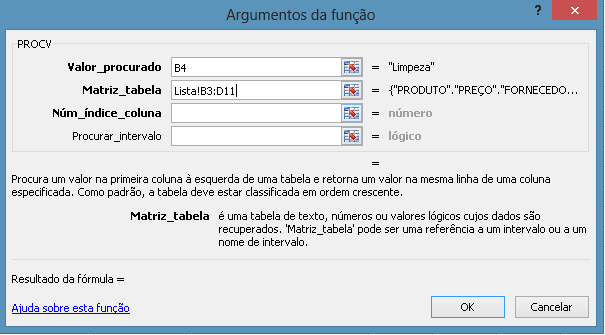 Argumentos da função
?
PROCV
Valor_procurado B4 = "Limpeza"
Matriz_tabela Lista!B3:D11 = {"PRODUTO"."PREÇO"."FORNECEDO...
Núm_índice_coluna = número
Procurar_intervalo = lógico
=
Procura um valor na primeira coluna à esquerda de uma tabela e retorna um valor na mesma linha de uma coluna
especificada. Como padrão, a tabela deve estar classificada em ordem crescente.
Matriz_tabela é uma tabela de texto, números ou valores lógicos cujos dados são
recuperados. 'Matriz_tabela' pode ser uma referência a um intervalo ou a um
nome de intervalo.
Resultado da fórmula =
Ajuda sobre esta função
OK Cancelar